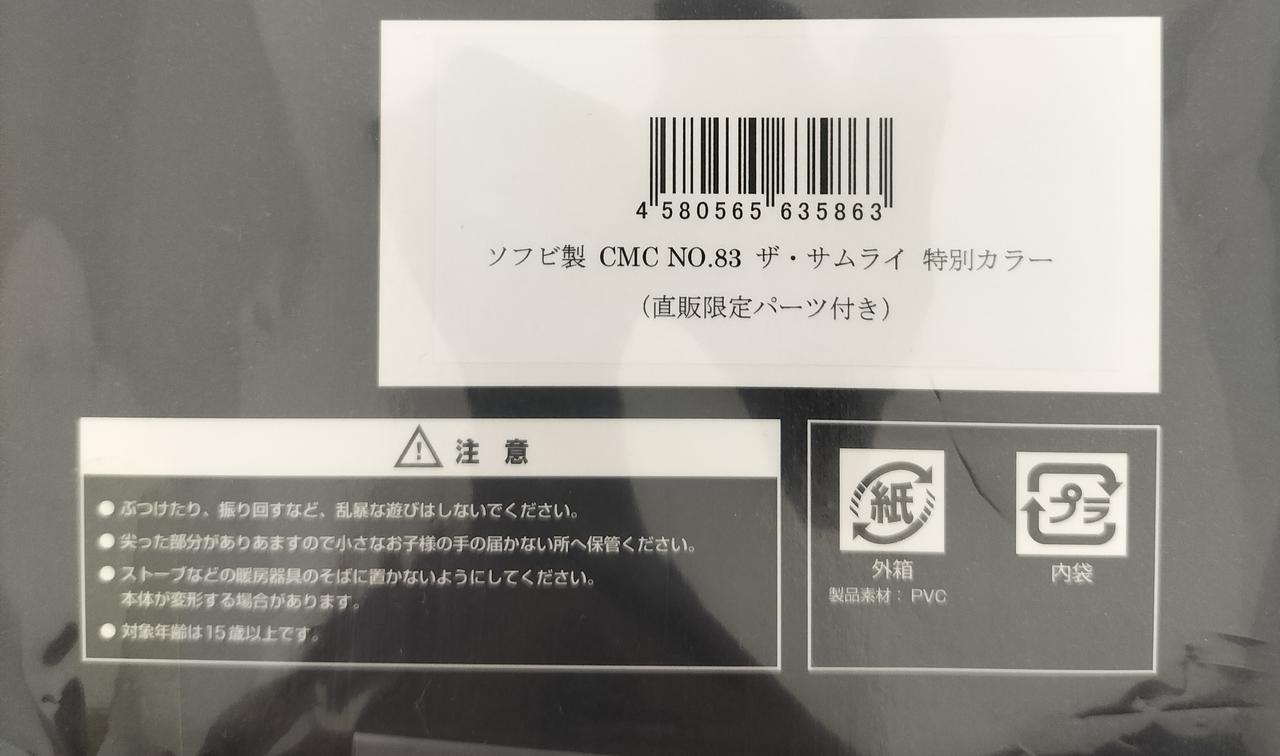 4 580565 635863
ソフビ製 CMC NO.83 ザ・サムライ 特別カラー
（直販限定パーツ付き）
注意
●ぶつけたり、振り回すなど、乱暴な遊びはしないでください。
●尖った部分がありあますので小さなお子様の手の届かない所へ保管ください。
●ストーブなどの暖房器具のそばに置かないようにしてください。
本体が変形する場合があります。
●対象年齢は15歳以上です。
紙
外箱
プラ
内袋
製品素材：PVC